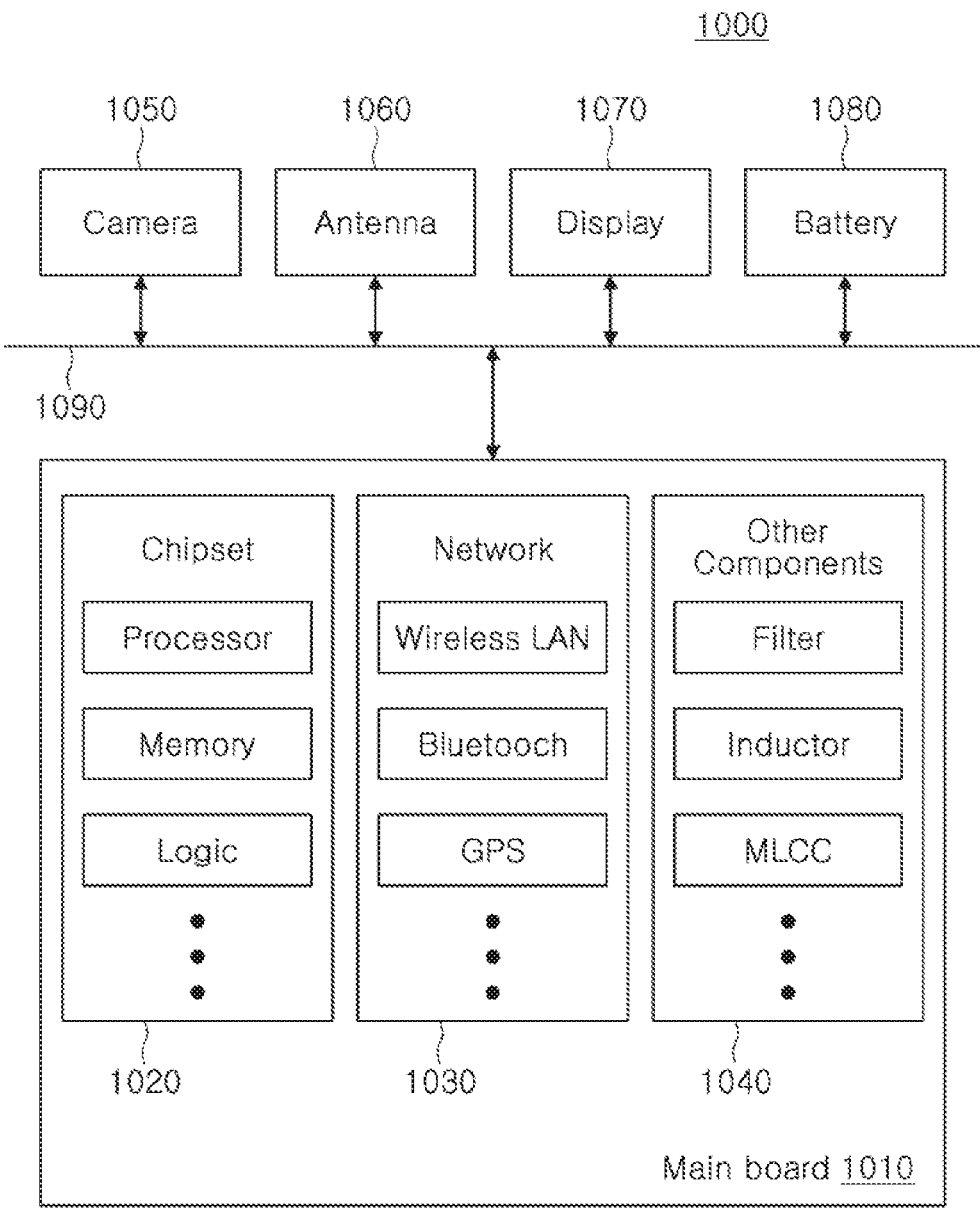 1000
1050
1060
1070
1080
Camera
Antenna
Display
Battery
1090
Chipset
Processor
Memory
Logic
Network
Wireless LAN
Bluetooch
GPS
Other
Components
Filter
Inductor
MLCC
1020
1030
1040
Main board 1010